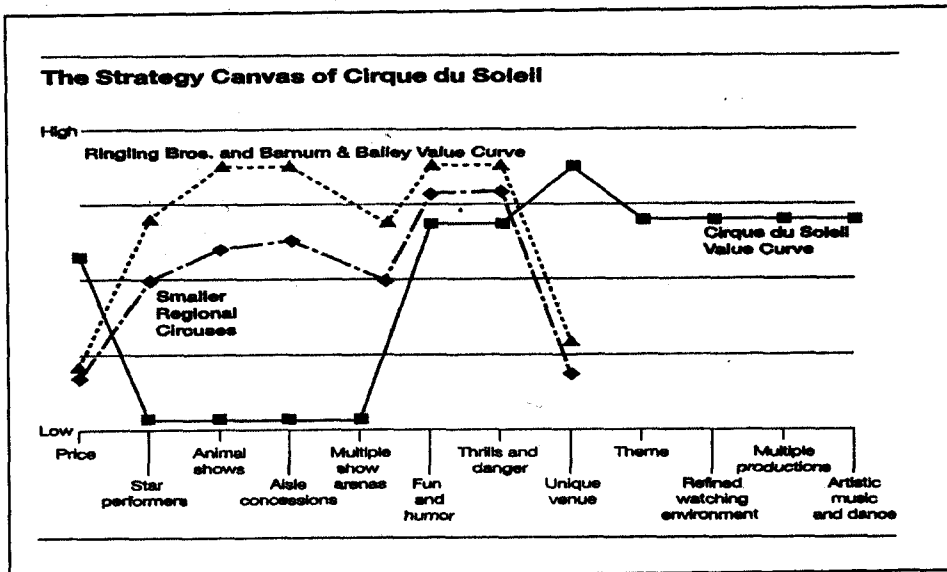 The Strategy Canvas of Cirque du Soleil
High
Ringling Bros. and Barnum & Bailey Value Curve
Cirque du Soleil
Value Curve
Smaller
Regional
Circuses
Low
Price
Star
performers
Animal
shows
Aisle
concessions
Multiple
show
arenas
Fun
and
humor
Thrills and
danger
Unique
venue
Theme
Refined
watching
environment
Multiple
productions
Artistic
music
and dance